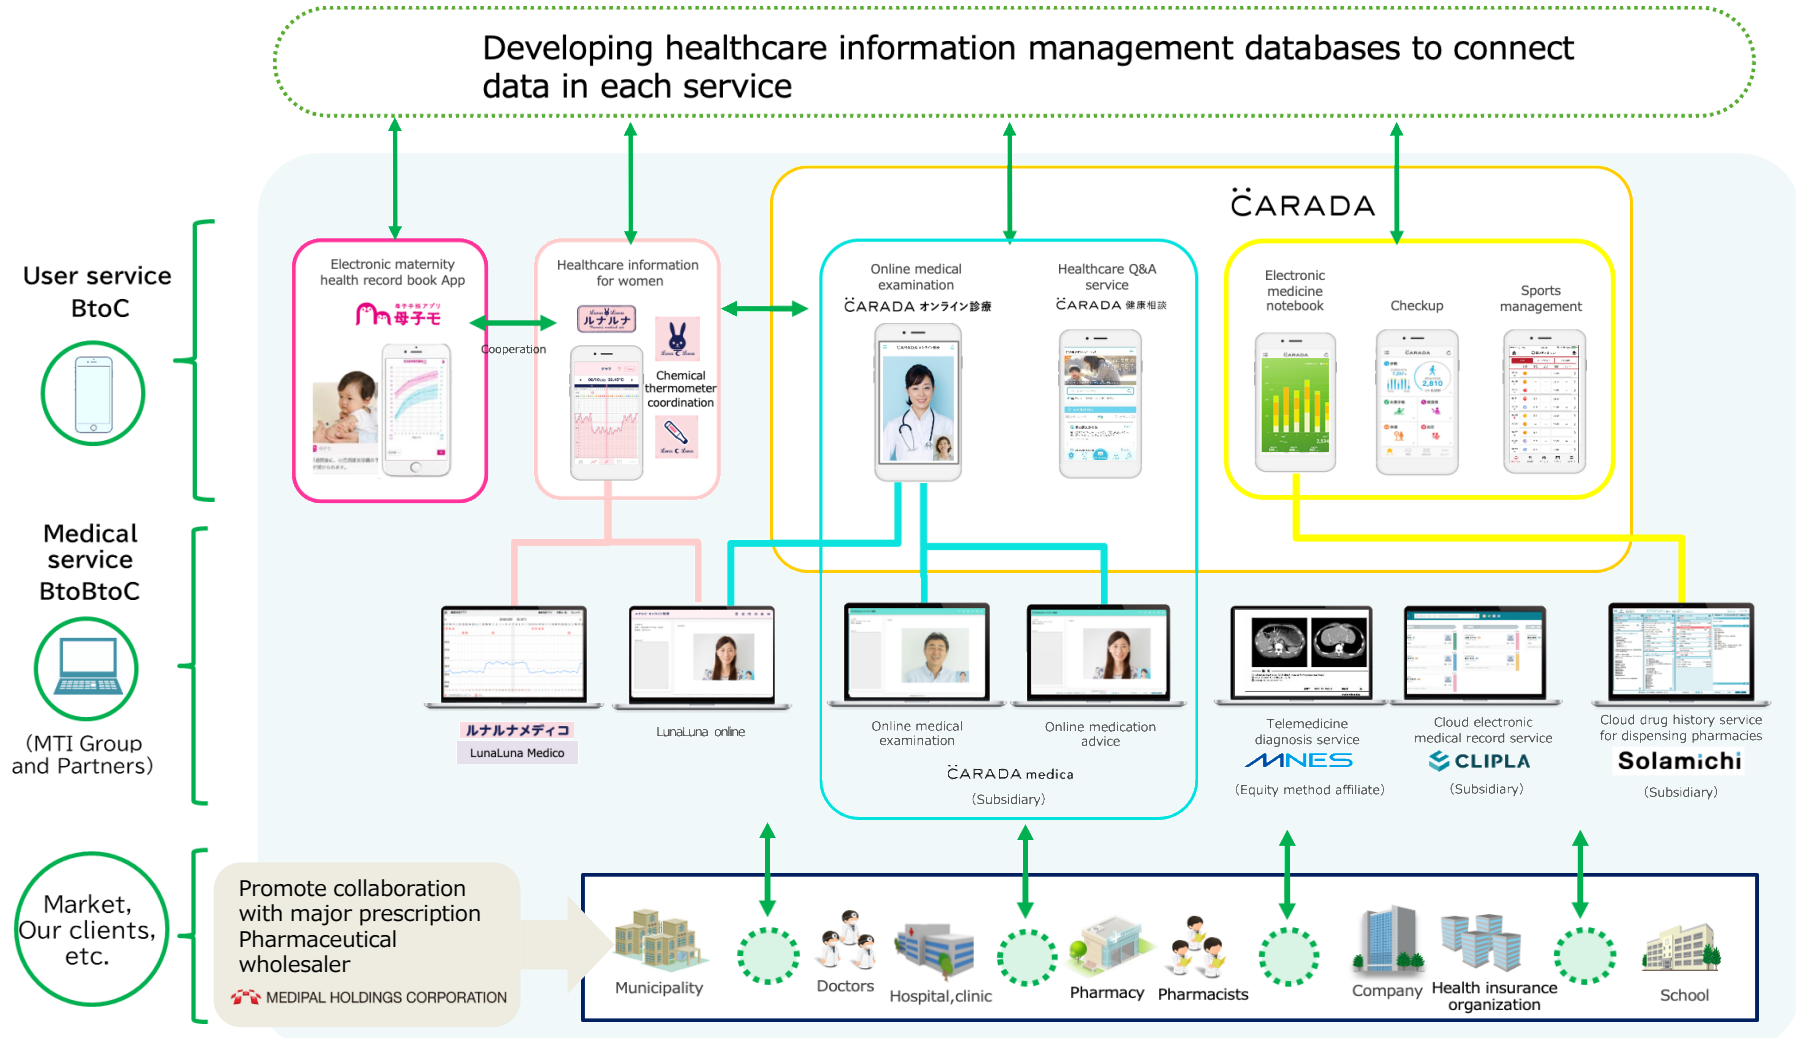 Developing healthcare information management databases to connect
data in each service
CARADA
User service
BtoC
Electronic maternity
health record book App
母子手帳アプリ
母子モ
Cooperation
Healthcare information
for women
ルナルナ
Luna Luna
Chemical
thermometer
coordination
Luna Luna
Online medical
examination
CARADA オンライン診療
Healthcare Q&A
service
CARADA 健康相談
Electronic
medicine
notebook
Checkup
CARADA
2,810
Sports
management
Medical
service
BtoBtoC
(MTI Group
and Partners)
ルナルナメディコ
LunaLuna Medico
LunaLuna online
Online medical
examination
Online medication
advice
CARADA medica
(Subsidiary)
Telemedicine
diagnosis service
MNES
(Equity method affiliate)
Cloud electronic
medical record service
CLIPLA
(Subsidiary)
Cloud drug history service
for dispensing pharmacies
Solamichi
(Subsidiary)
Market,
Our clients,
etc.
Promote collaboration
with major prescription
Pharmaceutical
wholesaler
MEDIPAL HOLDINGS CORPORATION
Municipality
Doctors
Hospital,clinic
Pharmacy
Pharmacists
Company
Health insurance
organization
School